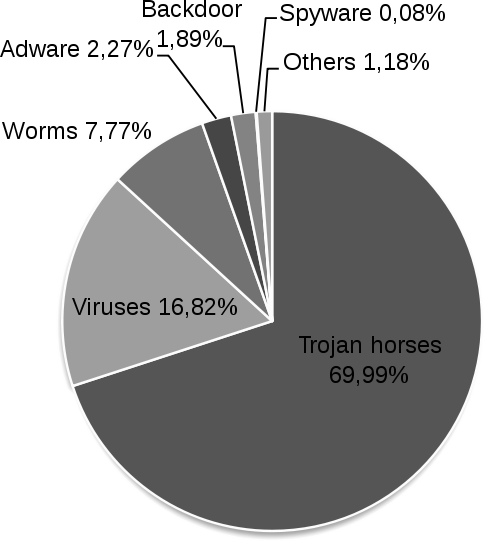 Backdoor
1,89%
Spyware 0,08%
Adware 2,27%
Others 1,18%
Worms 7,77%
Viruses 16,82%
Trojan horses
69,99%